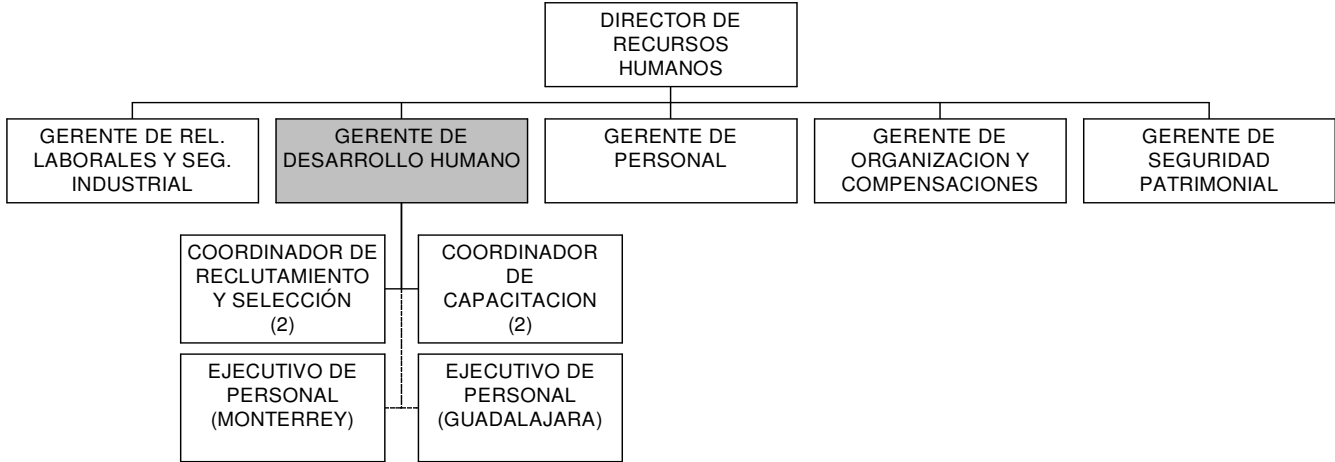 DIRECTOR DE
RECURSOS
HUMANOS
GERENTE DE REL.
LABORALES Y SEG.
INDUSTRIAL
GERENTE DE
DESARROLLO HUMANO
GERENTE DE
PERSONAL
GERENTE DE
ORGANIZACION Y
COMPENSACIONES
GERENTE DE
SEGURIDAD
PATRIMONIAL
COORDINADOR DE
RECLUTAMIENTO
Y SELECCIÓN
(2)
COORDINADOR
DE
CAPACITACION
(2)
EJECUTIVO DE
PERSONAL
(MONTERREY)
EJECUTIVO DE
PERSONAL
(GUADALAJARA)